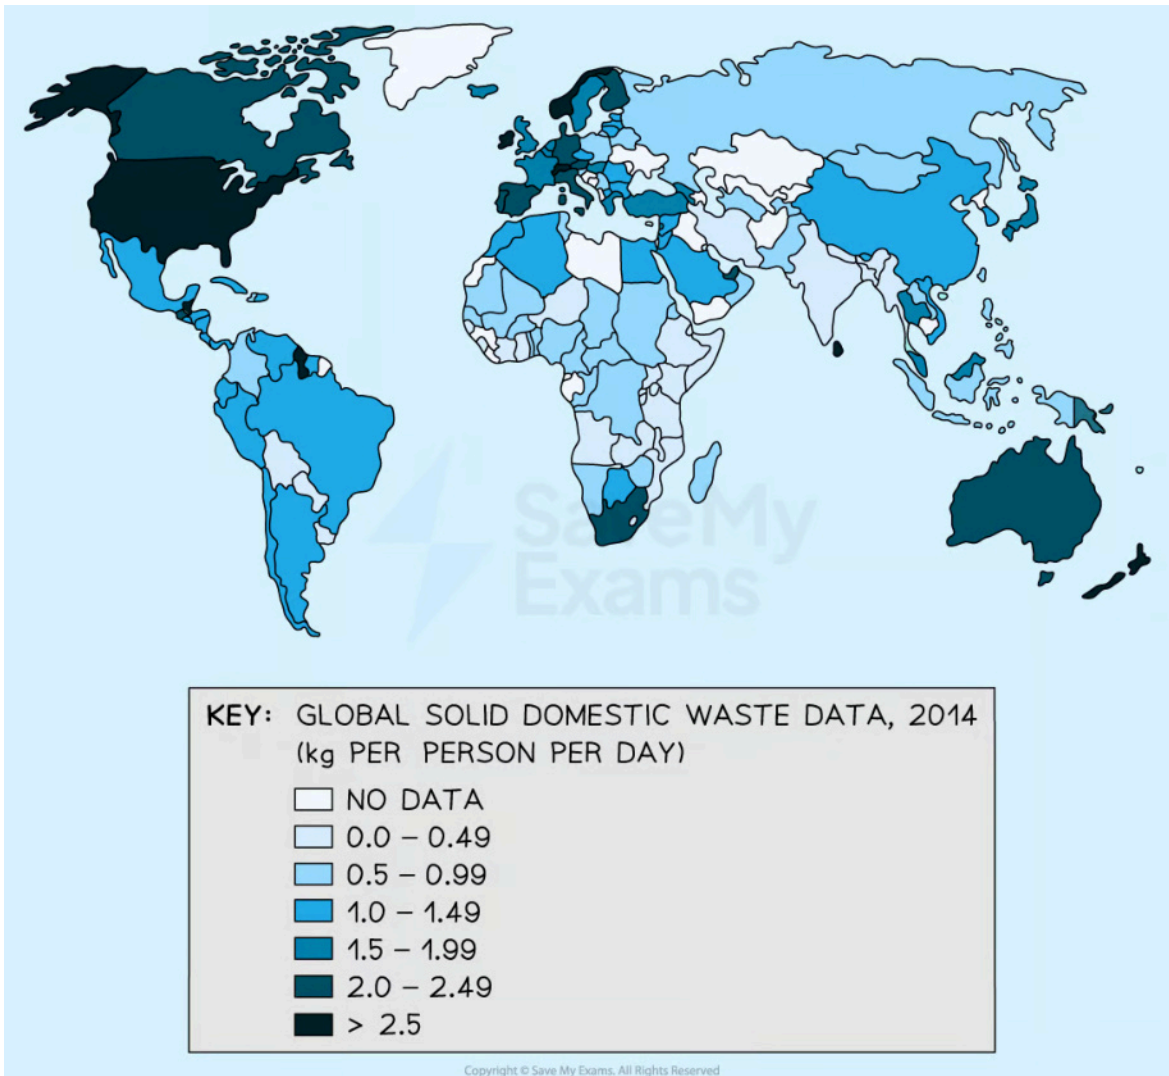 SaveMy
Exams
KEY: GLOBAL SOLID DOMESTIC WASTE DATA, 2014
(kg PER PERSON PER DAY)
NO DATA
0.0 – 0.49
0.5 – 0.99
1.0 – 1.49
1.5 – 1.99
2.0 – 2.49
> 2.5
Copyright © Save My Exams. All Rights Reserved